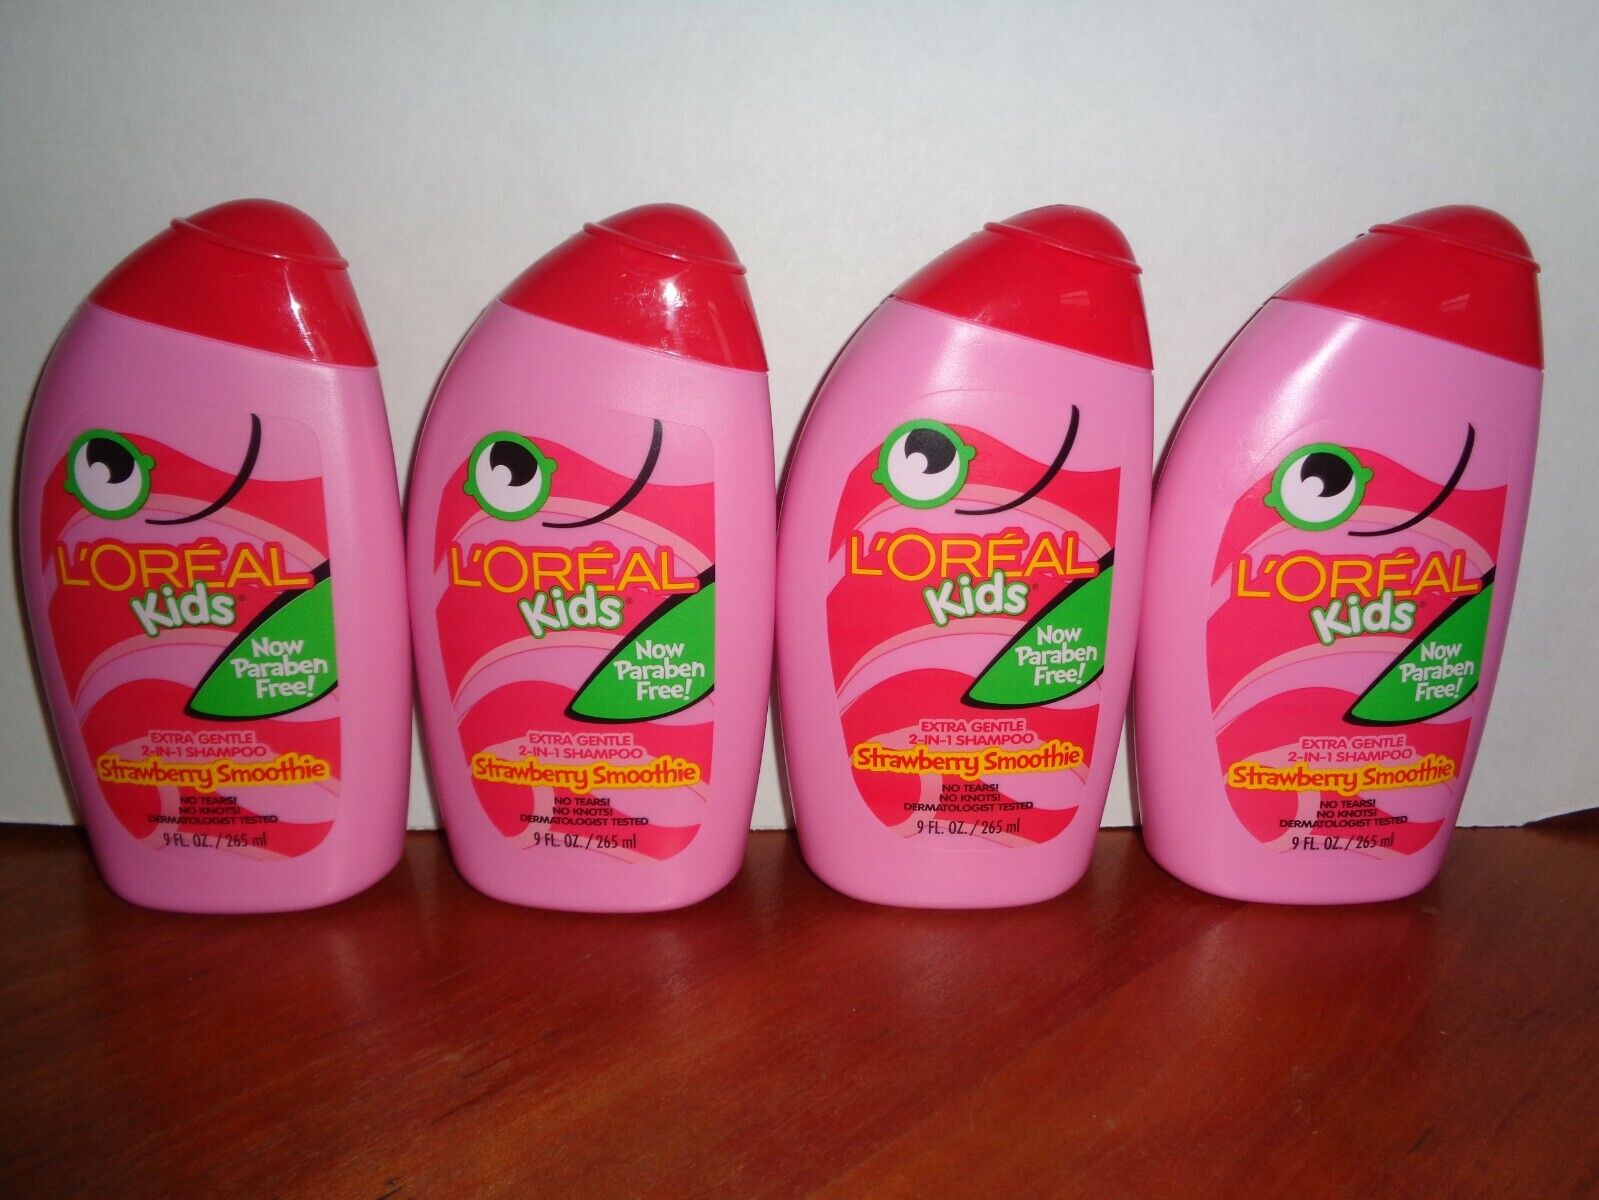 L'ORÉAL
Kids®
Now
Paraben
Free!
EXTRA GENTLE
2-IN-1 SHAMPOO
Strawberry Smoothie
NO TEARS!
NO KNOTS!
DERMATOLOGIST TESTED
9 FL. OZ. / 265 ml
L'ORÉAL
Kids®
Now
Paraben
Free!
EXTRA GENTLE
2-IN-1 SHAMPOO
Strawberry Smoothie
NO TEARS!
NO KNOTS!
DERMATOLOGIST TESTED
9 FL. OZ. / 265 ml
L'ORÉAL
Kids®
Now
Paraben
Free!
EXTRA GENTLE
2-IN-1 SHAMPOO
Strawberry Smoothie
NO TEARS!
NO KNOTS!
DERMATOLOGIST TESTED
9 FL. OZ. / 265 ml
L'ORÉAL
Kids®
Now
Paraben
Free!
EXTRA GENTLE
2-IN-1 SHAMPOO
Strawberry Smoothie
NO TEARS!
NO KNOTS!
DERMATOLOGIST TESTED
9 FL. OZ. / 265 ml